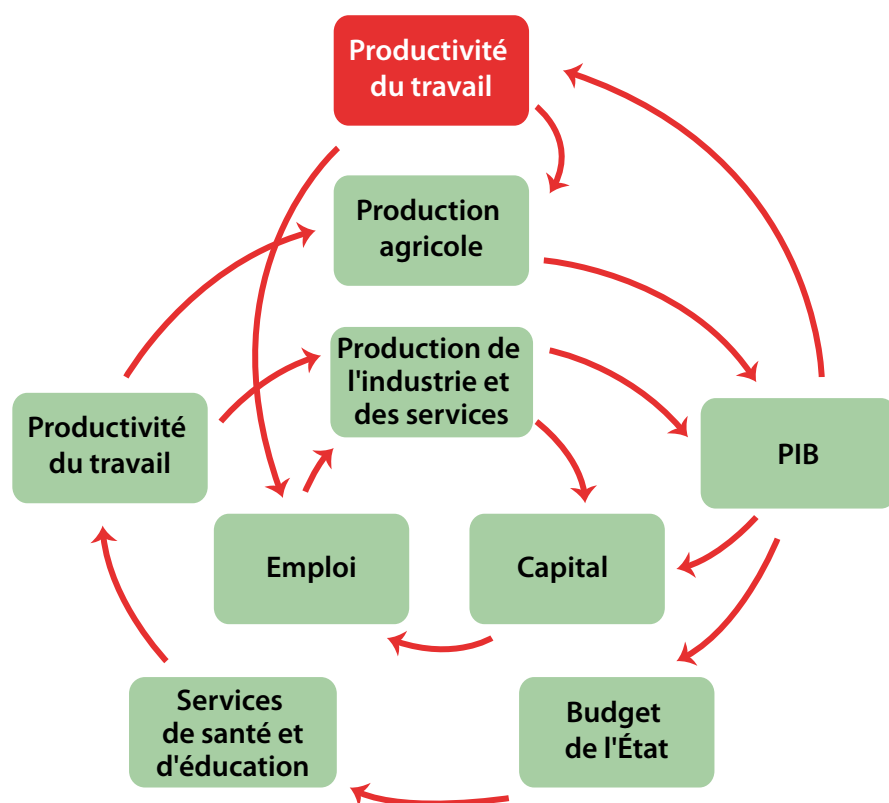 Productivité
du travail
Production
agricole
Production de
l'industrie et
des services
Productivité
du travail
PIB
Emploi
Capital
Services
de santé et
d'éducation
Budget
de l'État